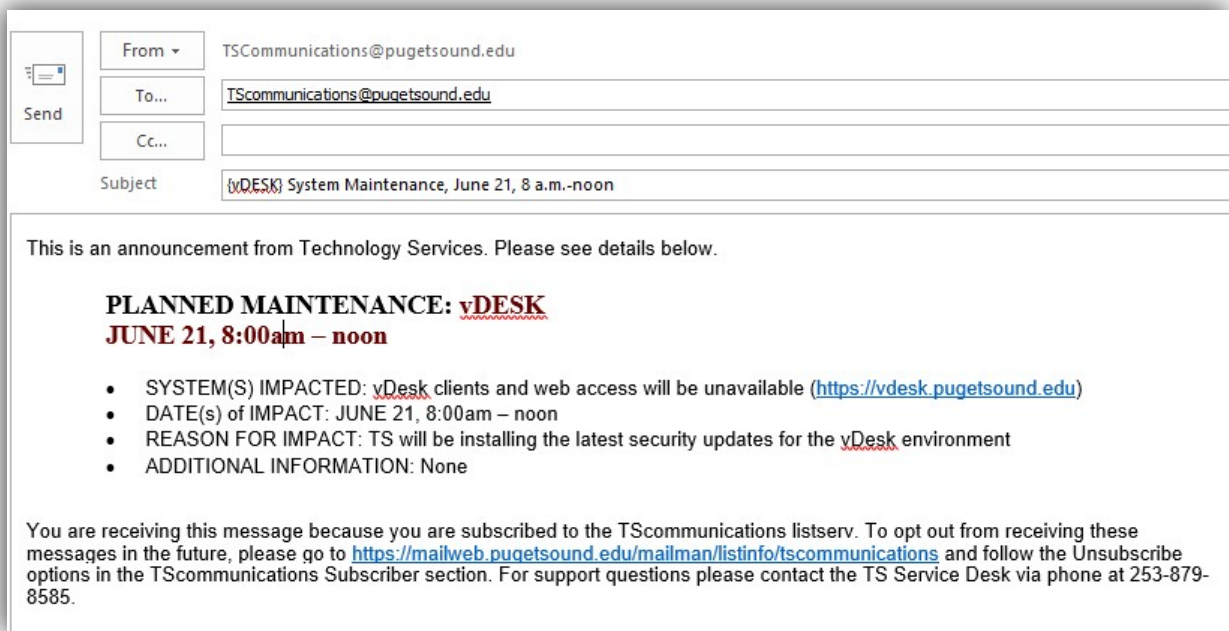 From
TSCommunications@pugetsound.edu
To...
TScommunications@pugetsound.edu
Send
Cc...
Subject
{vDESK} System Maintenance, June 21, 8 a.m.-noon
This is an announcement from Technology Services. Please see details below.
PLANNED MAINTENANCE: vDESK
JUNE 21, 8:00am – noon
• SYSTEM(S) IMPACTED: vDesk clients and web access will be unavailable (https://vdesk.pugetsound.edu)
• DATE(s) of IMPACT: JUNE 21, 8:00am – noon
• REASON FOR IMPACT: TS will be installing the latest security updates for the vDesk environment
• ADDITIONAL INFORMATION: None
You are receiving this message because you are subscribed to the TScommunications listserv. To opt out from receiving these
messages in the future, please go to https://mailweb.pugetsound.edu/mailman/listinfo/tscommunications and follow the Unsubscribe
options in the TScommunications Subscriber section. For support questions please contact the TS Service Desk via phone at 253-879-
8585.